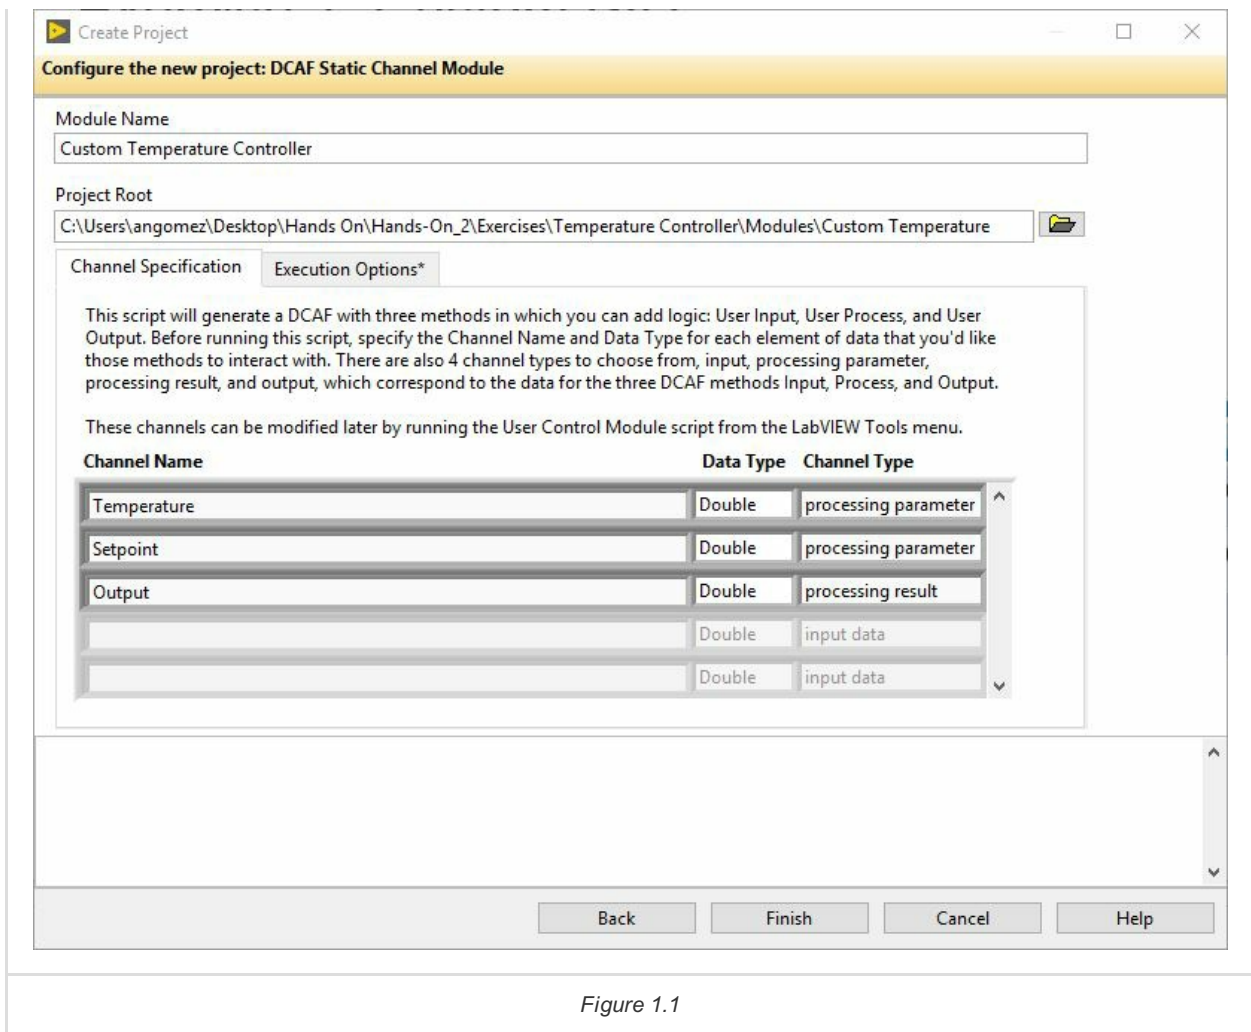 Create Project
Configure the new project: DCAF Static Channel Module
Module Name
Custom Temperature Controller
Project Root
C:\Users\angomez\Desktop\Hands On\Hands-On_2\Exercises\Temperature Controller\Modules\Custom Temperature
Channel Specification Execution Options*
This script will generate a DCAF with three methods in which you can add logic: User Input, User Process, and User
Output. Before running this script, specify the Channel Name and Data Type for each element of data that you'd like
those methods to interact with. There are also 4 channel types to choose from, input, processing parameter,
processing result, and output, which correspond to the data for the three DCAF methods Input, Process, and Output.
These channels can be modified later by running the User Control Module script from the LabVIEW Tools menu.
Channel Name Data Type Channel Type
Temperature Double processing parameter
Setpoint Double processing parameter
Output Double processing result
Double input data
Double input data
Back Finish Cancel Help
Figure 1.1